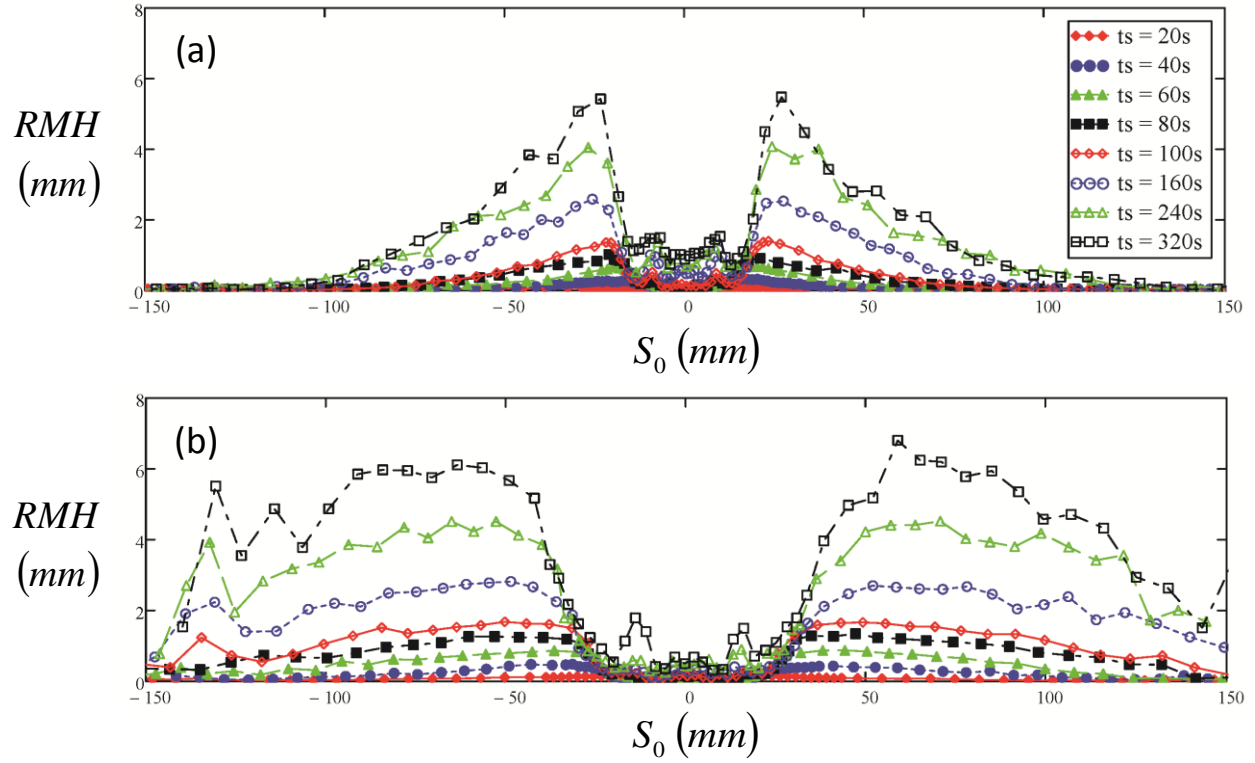 8
(a)
6
RMH
4
(mm)
2
0
−150
−100
−50
0
50
100
150
S0 (mm)
ts = 20s
ts = 40s
ts = 60s
ts = 80s
ts = 100s
ts = 160s
ts = 240s
ts = 320s
8
(b)
6
RMH
4
(mm)
2
0
−150
−100
−50
0
50
100
150
S0 (mm)